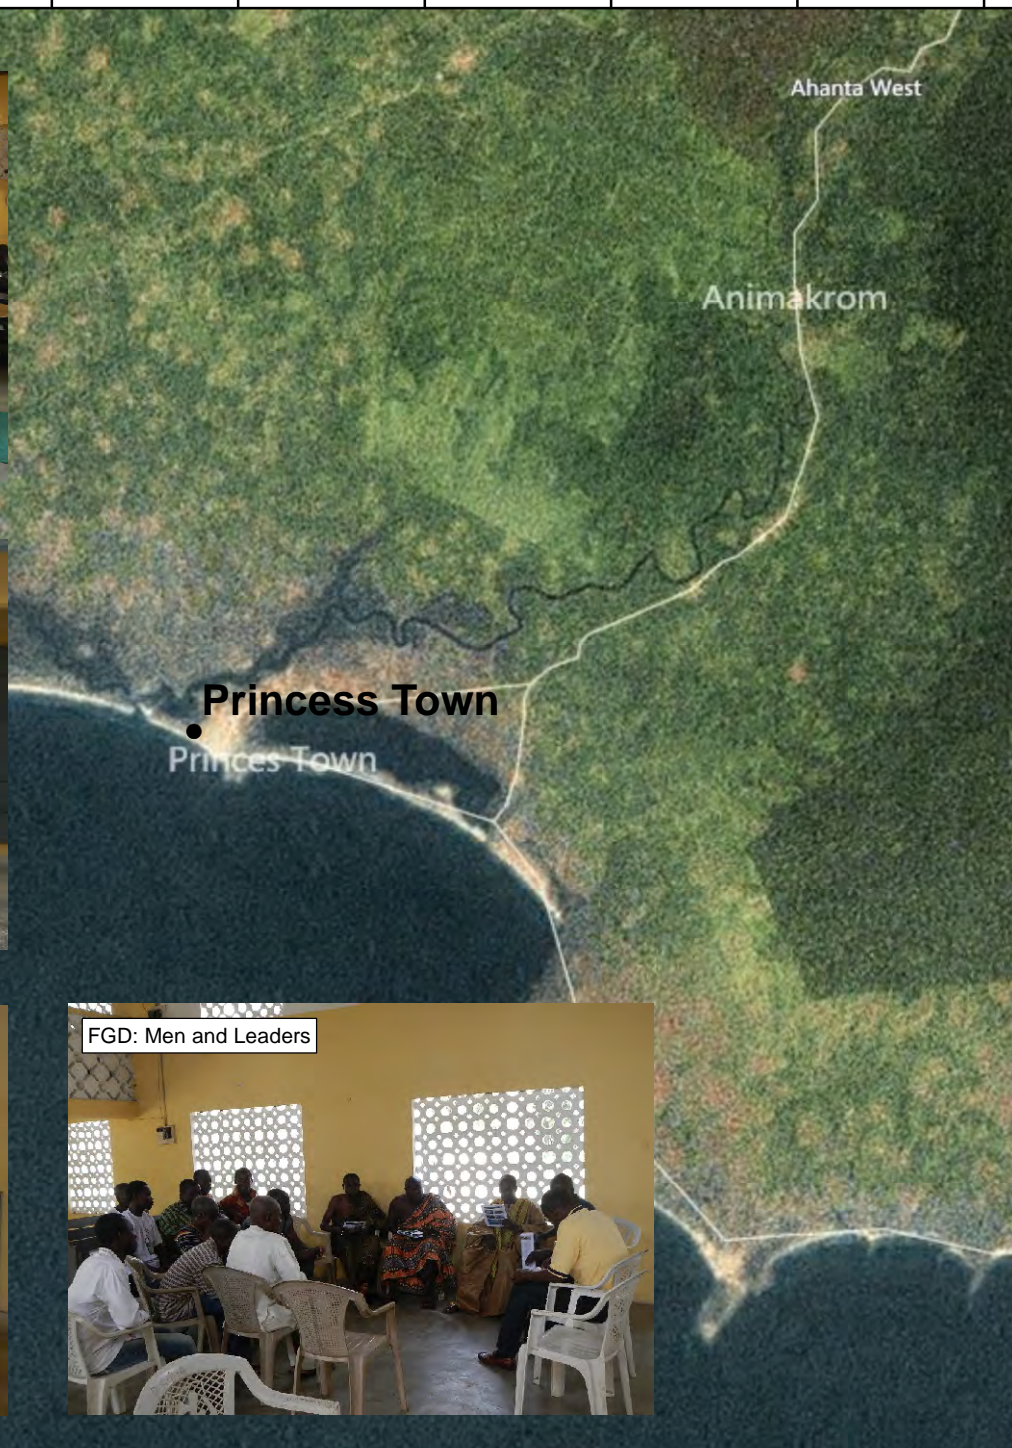 Ahanta West
Animakrom
Princess Town
Princes Town
FGD: Men and Leaders